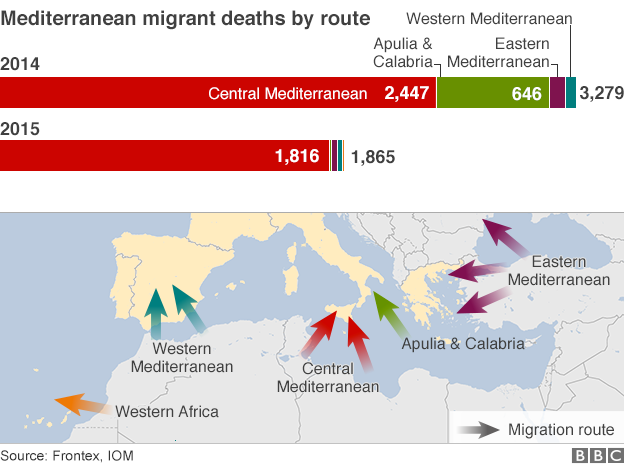 Mediterranean migrant deaths by route
Western Mediterranean
Apulia &
Calabria
Eastern
Mediterranean
2014
Central Mediterranean 2,447 646 3,279
2015
1,816 1,865
Eastern
Mediterranean
Apulia & Calabria
Western
Mediterranean
Central
Mediterranean
Western Africa
Migration route
Source: Frontex, IOM
BBC